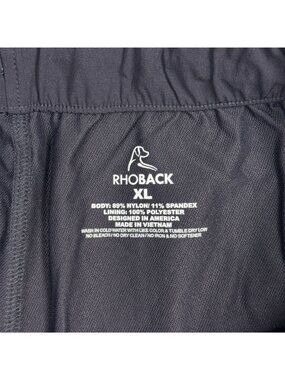 RHOBACK
XL
BODY: 89% NYLON/ 11% SPANDEX
LINING: 100% POLYESTER
DESIGNED IN AMERICA
MADE IN VIETNAM
WASH IN COLD WATER WITH LIKE COLOR & TUMBLE DRY LOW
NO BLEACH/ NO DRY CLEAN / NO IRON & NO SOFTENER